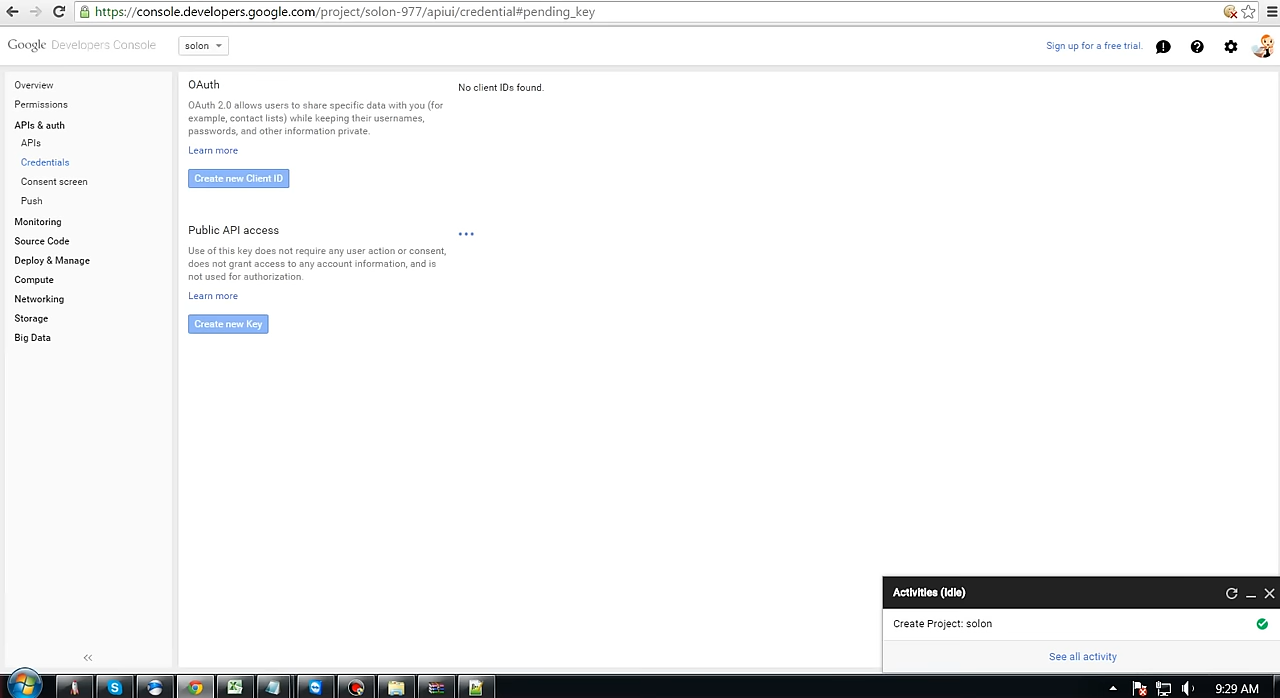 https://console.developers.google.com/project/solon-977/apiui/credential#pending_key
Google Developers Console
solon
Sign up for a free trial.
Overview
Permissions
APIs & auth
APIs
Credentials
Consent screen
Push
Monitoring
Source Code
Deploy & Manage
Compute
Networking
Storage
Big Data
OAuth
OAuth 2.0 allows users to share specific data with you (for
example, contact lists) while keeping their usernames,
passwords, and other information private.
Learn more
Create new Client ID
No client IDs found.
Public API access
Use of this key does not require any user action or consent,
does not grant access to any account information, and is
not used for authorization.
Learn more
Create new Key
Activities (Idle)
Create Project: solon
See all activity
9:29 AM